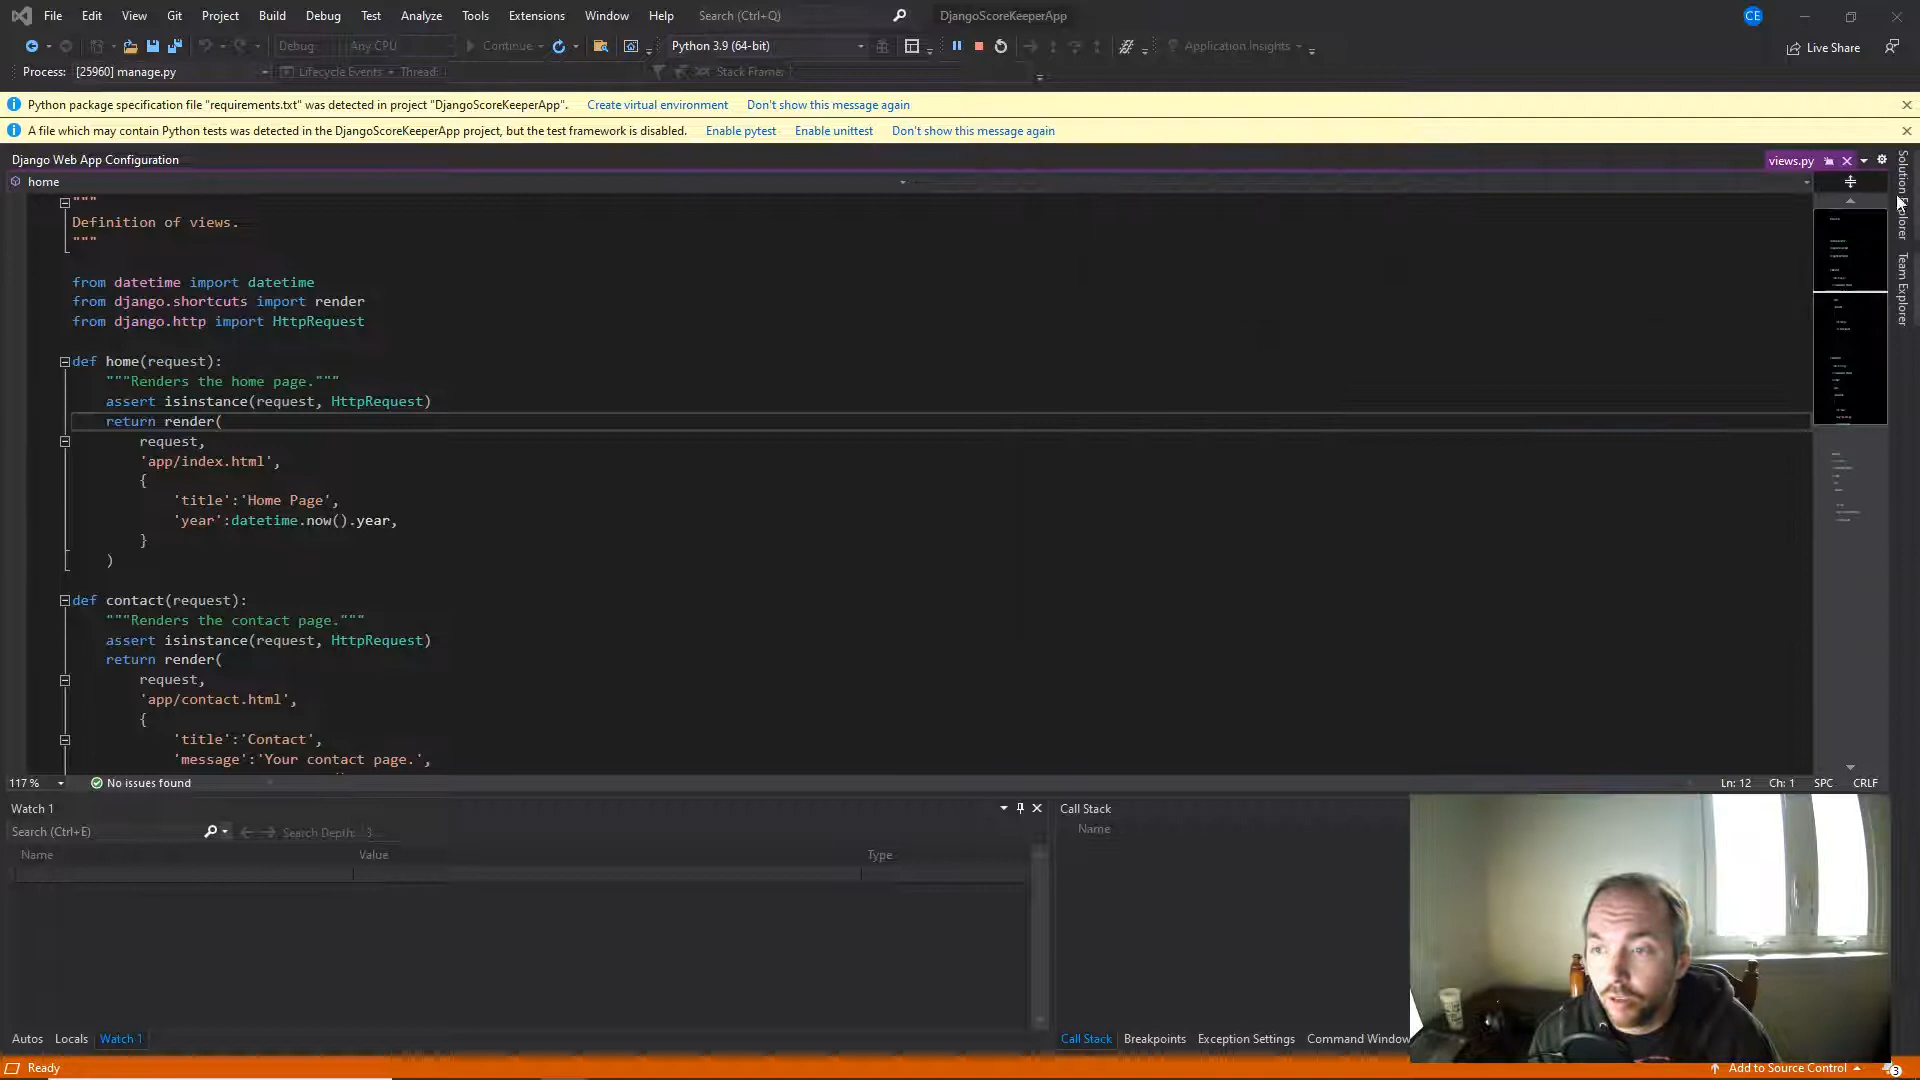 File Edit View Git Project Build Debug Test Analyze Tools Extensions Window Help Search (Ctrl+Q) DjangoScoreKeeperApp CE
Debug Any CPU Continue Python 3.9 (64-bit) Application Insights Live Share
Process: [25960] manage.py Lifecycle Events Thread: Stack Frame:
Python package specification file "requirements.txt" was detected in project "DjangoScoreKeeperApp". Create virtual environment Don't show this message again
A file which may contain Python tests was detected in the DjangoScoreKeeperApp project, but the test framework is disabled. Enable pytest Enable unittest Don't show this message again
Django Web App Configuration views.py
home
"""
Definition of views.
"""
from datetime import datetime
from django.shortcuts import render
from django.http import HttpRequest
def home(request):
"""Renders the home page."""
assert isinstance(request, HttpRequest)
return render(
request,
'app/index.html',
{
'title':'Home Page',
'year':datetime.now().year,
}
)
def contact(request):
"""Renders the contact page."""
assert isinstance(request, HttpRequest)
return render(
request,
'app/contact.html',
{
'title':'Contact',
'message':'Your contact page.',
Solution Explorer
Team Explorer
117 % No issues found Ln: 12 Ch: 1 SPC CRLF
Watch 1
Search (Ctrl+E) Search Depth: 3
Name Value Type
Call Stack
Name
Autos Locals Watch 1
Call Stack Breakpoints Exception Settings Command Window
Ready Add to Source Control 3